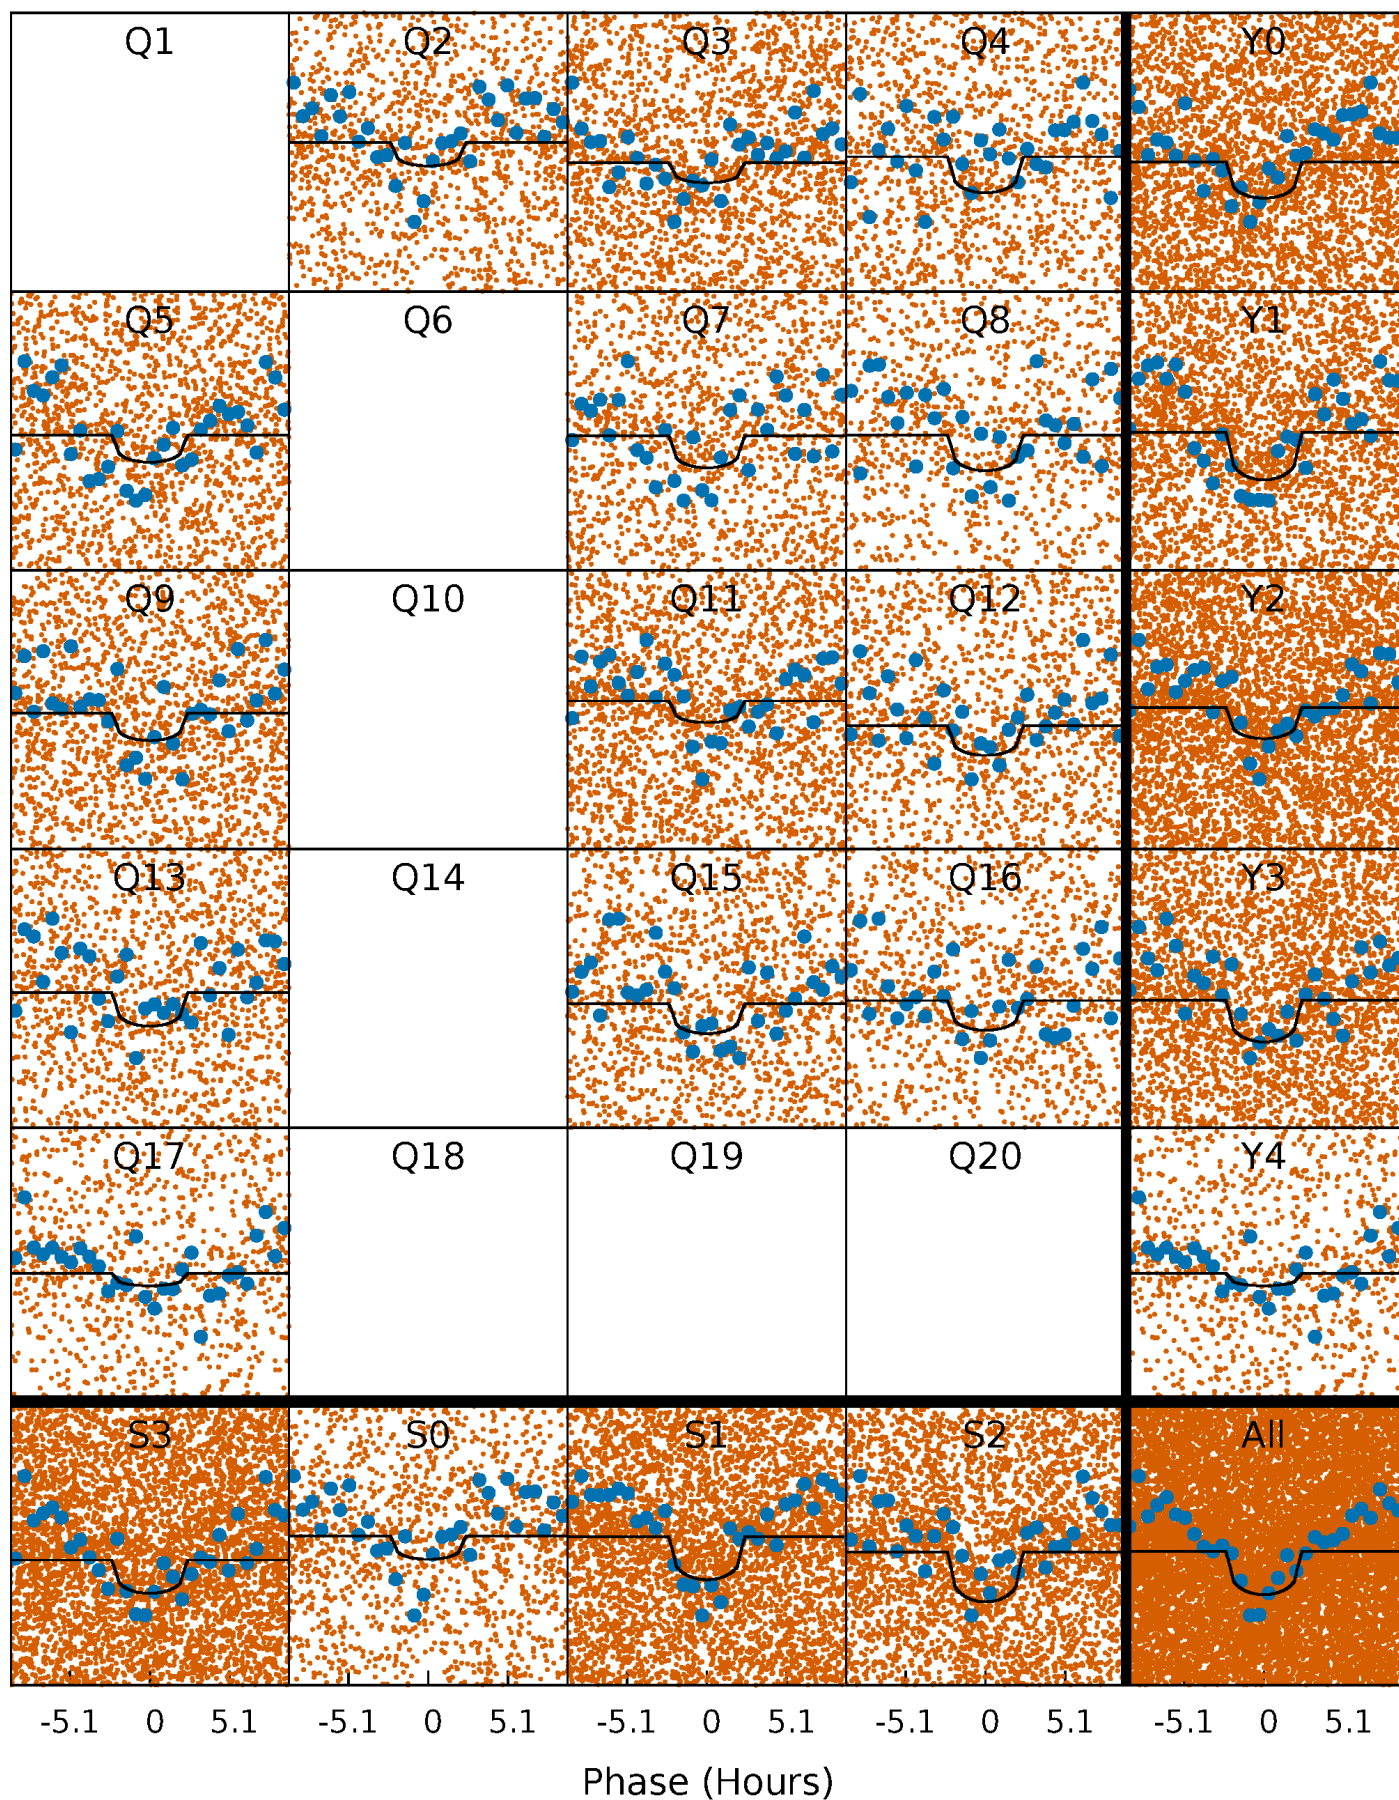 Q1 Q2 Q3 Q4 Y0
Q5 Q6 Q7 Q8 Y1
Q9 Q10 Q11 Q12 Y2
Q13 Q14 Q15 Q16 Y3
Q17 Q18 Q19 Q20 Y4
S3 S0 S1 S2 All
-5.1 0 5.1 -5.1 0 5.1 -5.1 0 5.1 -5.1 0 5.1 -5.1 0 5.1
Phase (Hours)